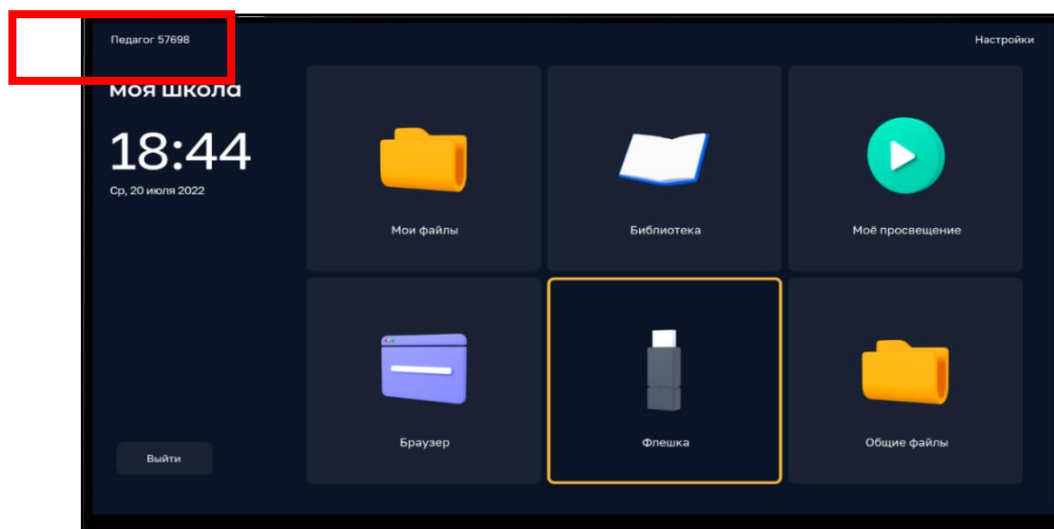 Педагог 57698
Настройки
моя школа
18:44
Ср, 20 июля 2022
Мои файлы
Библиотека
Моё просвещение
Браузер
Флешка
Общие файлы
Выйти